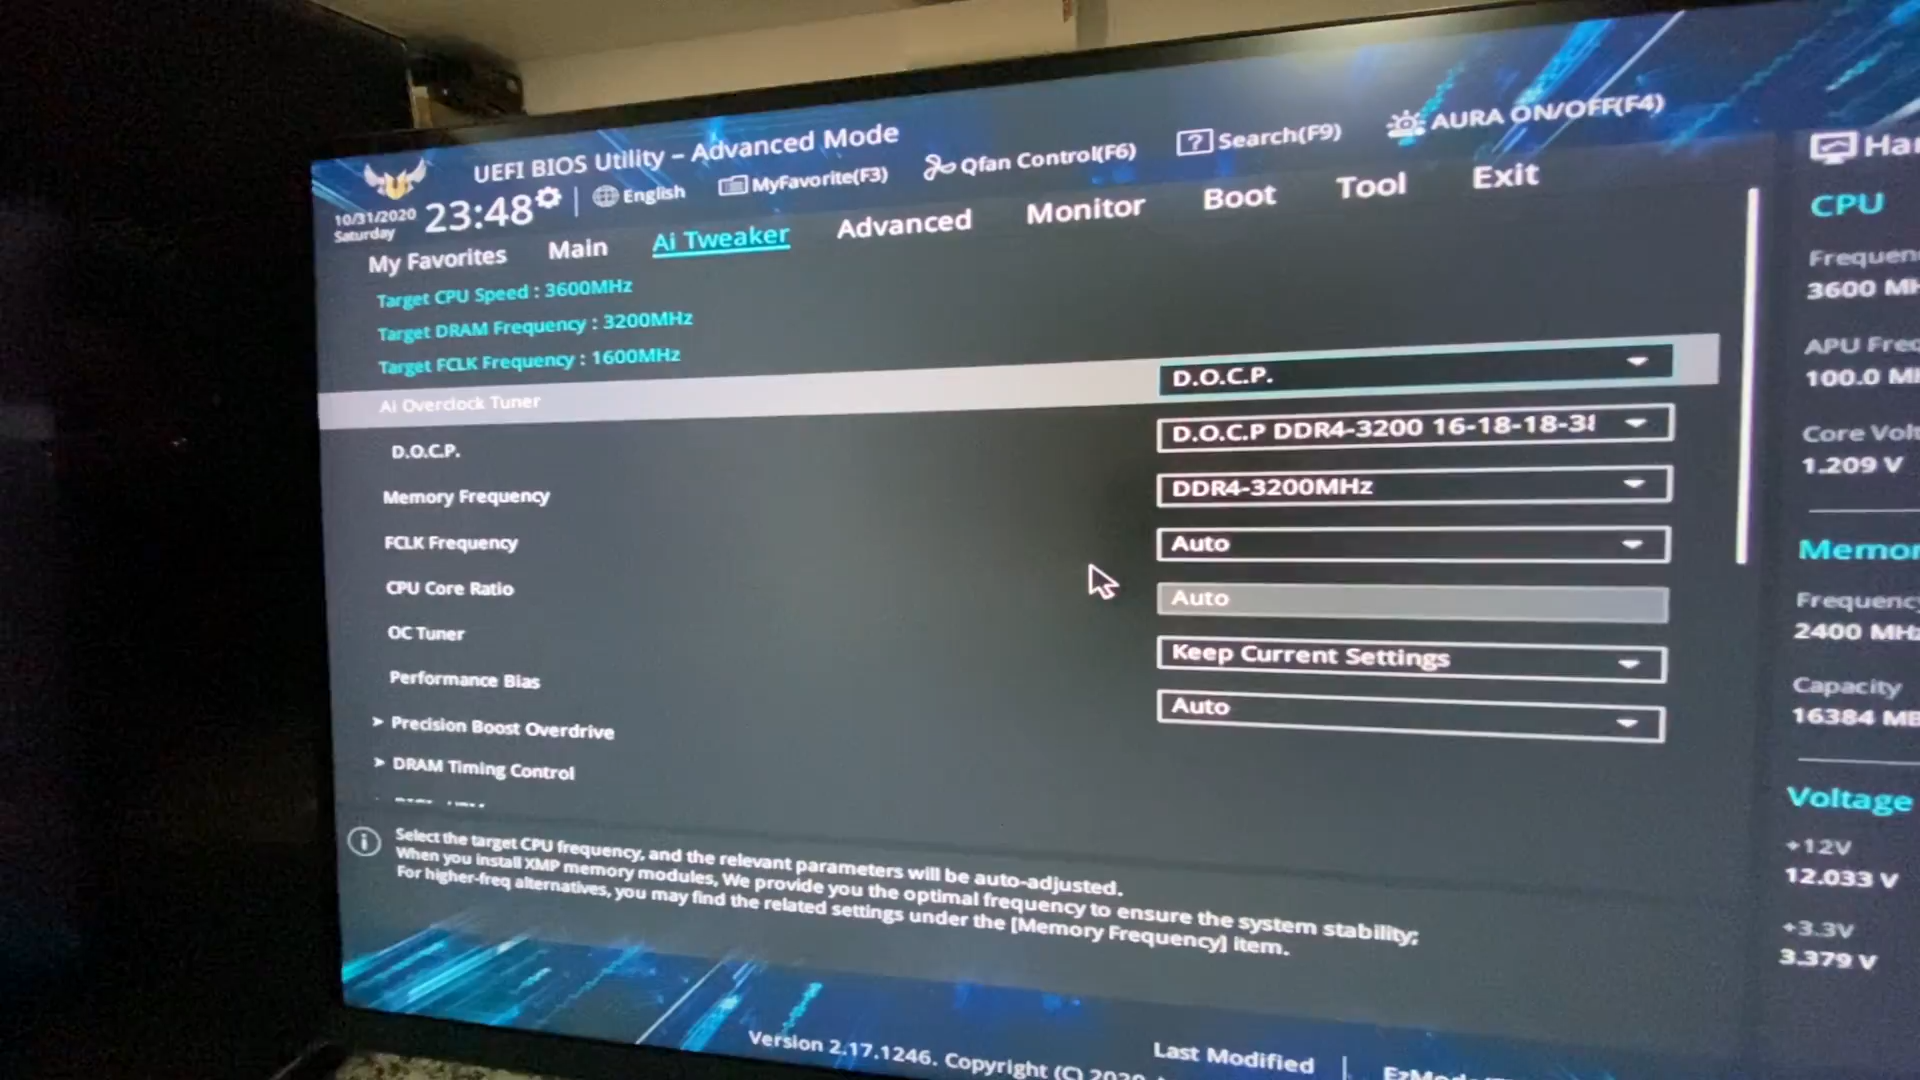 UEFI BIOS Utility – Advanced Mode
10/31/2020
Saturday
23:48
English
MyFavorite(F3)
Qfan Control(F6)
Search(F9)
AURA ON/OFF(F4)
My Favorites
Main
Ai Tweaker
Advanced
Monitor
Boot
Tool
Exit
Target CPU Speed : 3600MHz
Target DRAM Frequency : 3200MHz
Target FCLK Frequency : 1600MHz
Ai Overclock Tuner
D.O.C.P.
D.O.C.P.
D.O.C.P DDR4-3200 16-18-18-38
Memory Frequency
DDR4-3200MHz
FCLK Frequency
Auto
CPU Core Ratio
Auto
OC Tuner
Keep Current Settings
Performance Bias
Auto
> Precision Boost Overdrive
> DRAM Timing Control
Select the target CPU frequency, and the relevant parameters will be auto-adjusted.
When you install XMP memory modules, We provide you the optimal frequency to ensure the system stability;
For higher-freq alternatives, you may find the related settings under the [Memory Frequency] item.
CPU
3600
100.0
Core
1.209 V
2400 MHz
Capacity
16384 MB
Voltage
+12V
12.033 V
+3.3V
3.379 V
Version 2.17.1246. Copyright (C) 2020
Last Modified